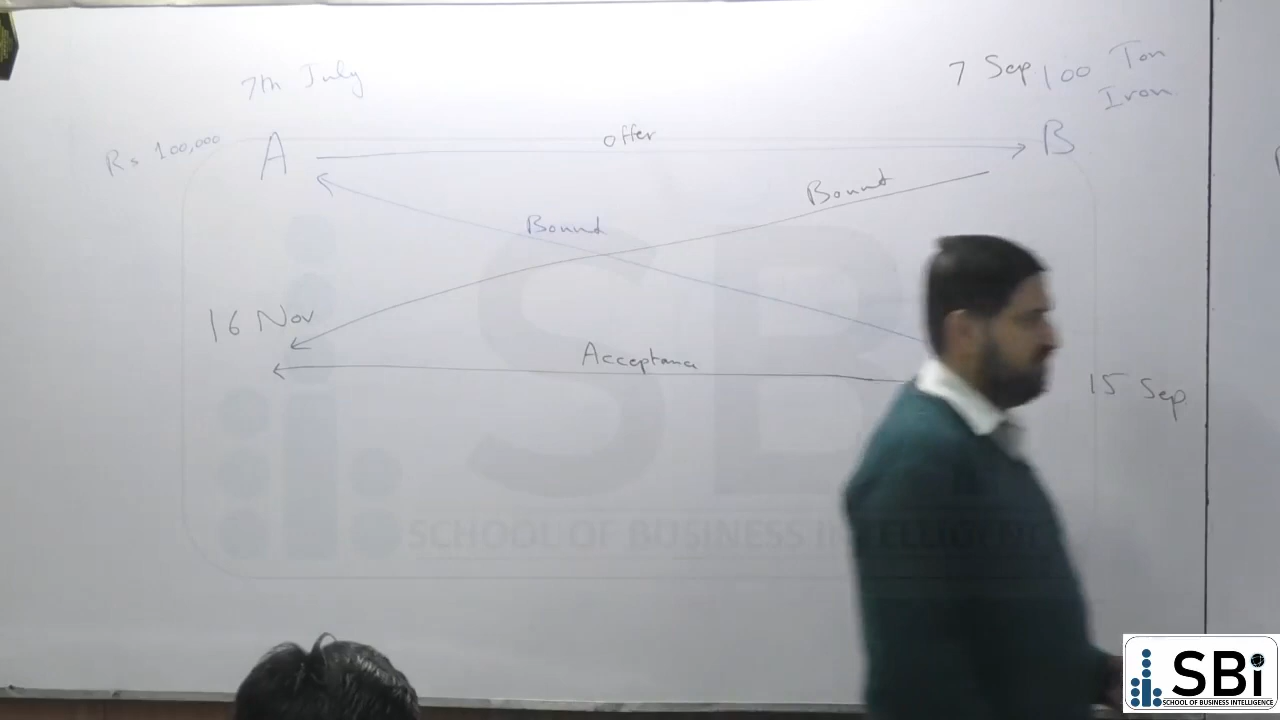 7th July
7 Sep 100 Ton
Iron
Rs 100,000
A
offer
B
Bound
Bound
16 Nov
Acceptance
15 Sep
SB
SCHOOL OF BUSINESS INTELLIGENCE
SBi
SCHOOL OF BUSINESS INTELLIGENCE